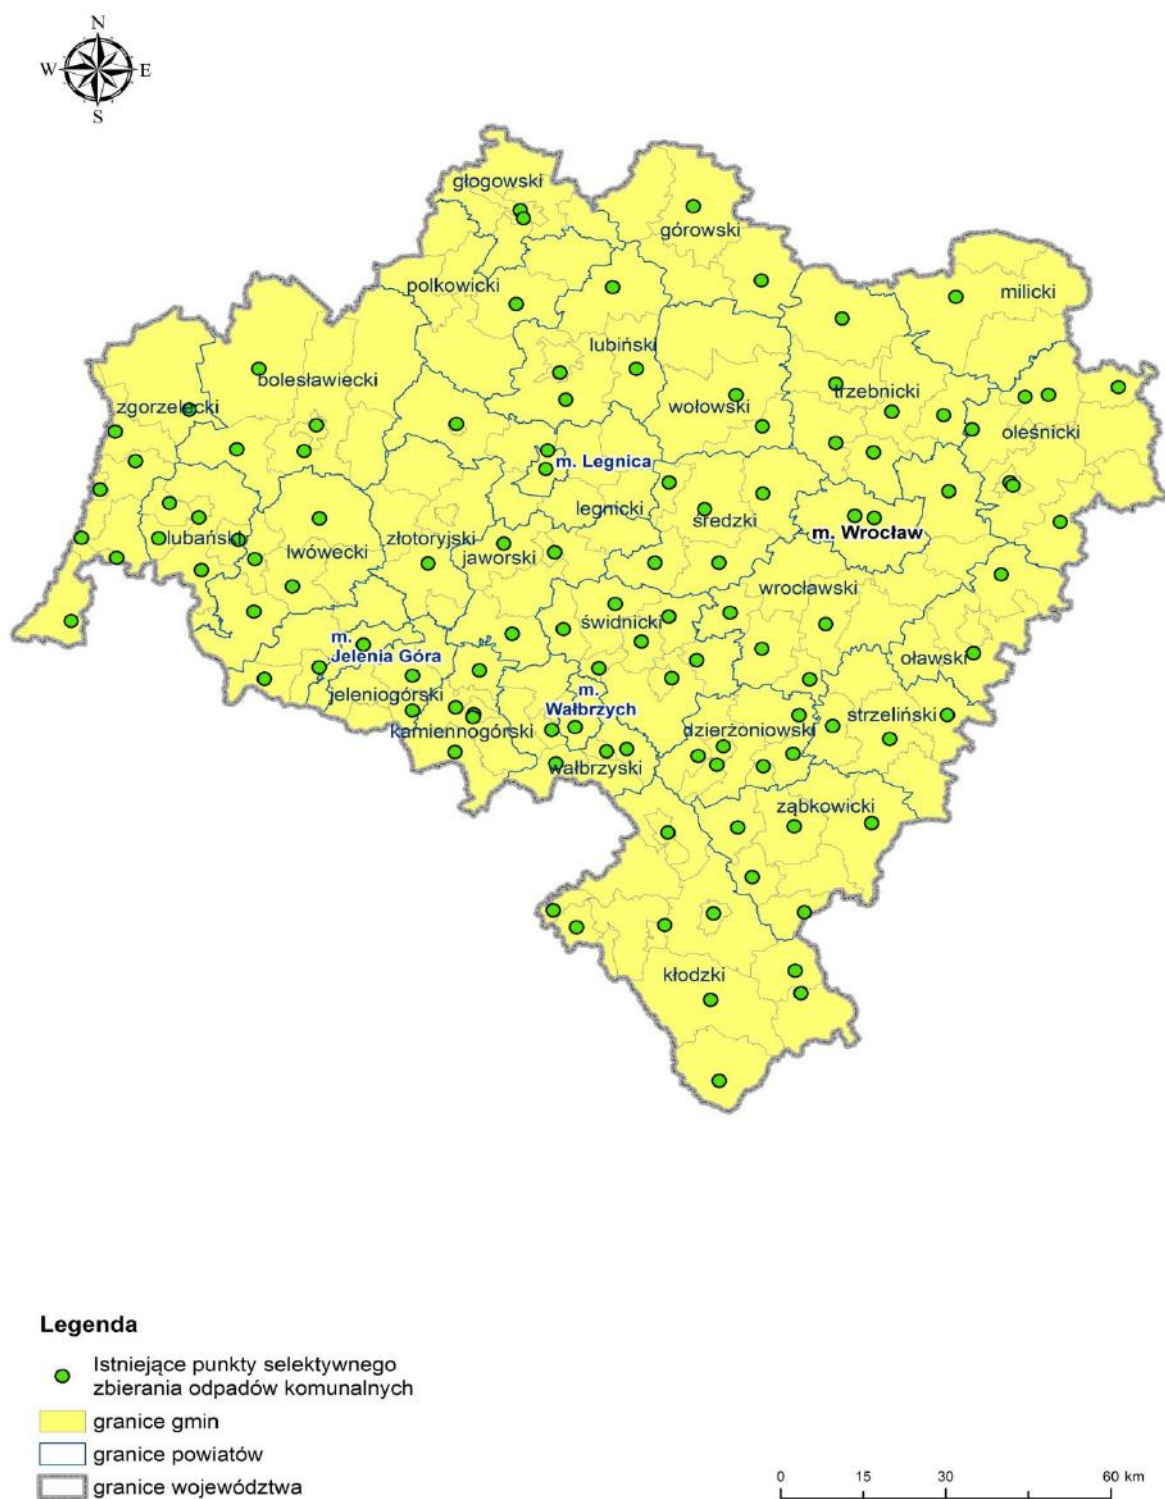 N
W E
S
głogowski
górowski
polkowicki
milicki
lubiński
bolesławiecki
zgorzelecki
wołowski
trzebnicki
oleśnicki
m. Legnica
legnicki
średzki
m. Wrocław
lubański
lwówecki
złotoryjski
jaworski
wrocławski
świdnicki
m.
Jelenia Góra
oławski
jeleniogórski
m.
Wałbrzych
kamiennogórski
dzierżoniowski
strzeliński
wałbrzyski
ząbkowicki
kłodzki
Legenda
Istniejące punkty selektywnego
zbierania odpadów komunalnych
granice gmin
granice powiatów
granice województwa
0 15 30 60 km